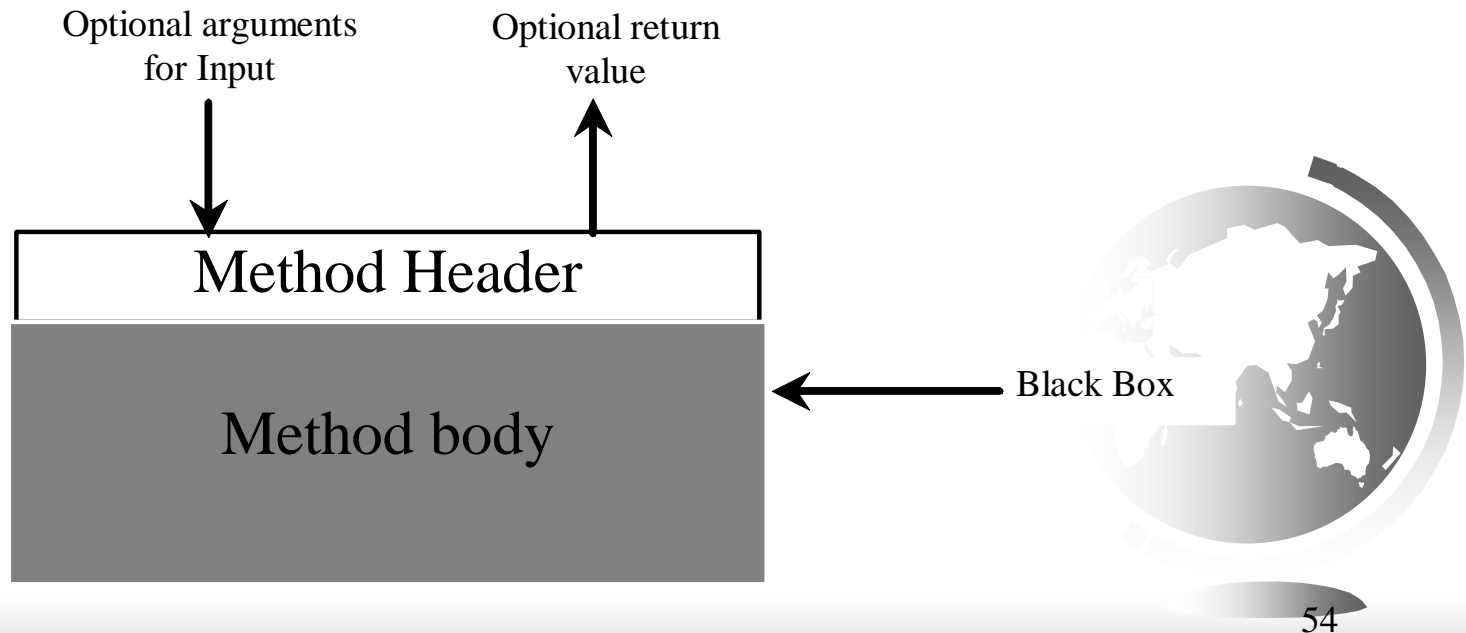 Optional arguments
for Input
Optional return
value
Method Header
Method body
Black Box
54